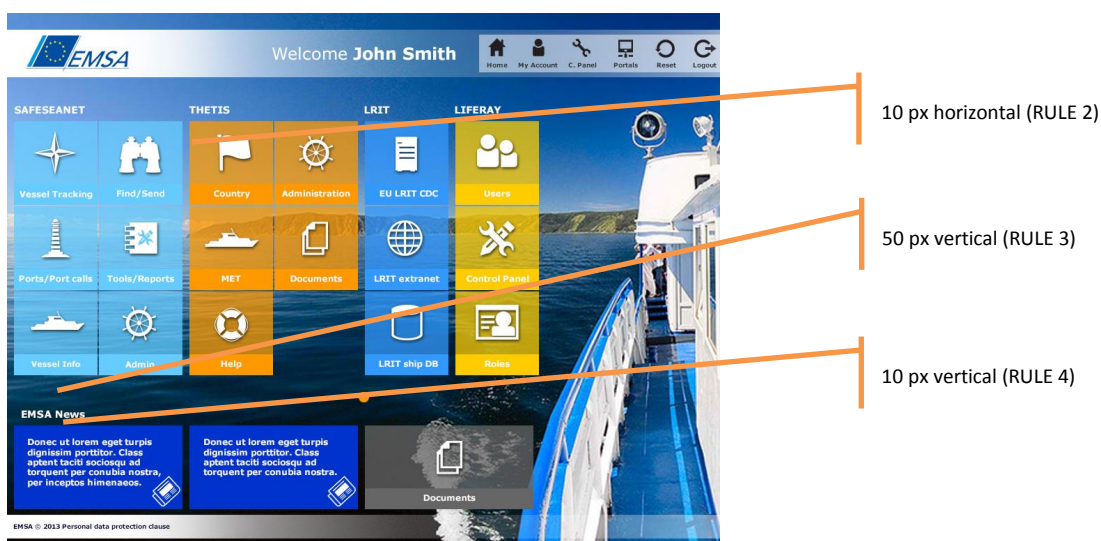 EMSA
Welcome John Smith
Home My Account C. Panel Portals Reset Logout
SAFESEANET THETIS LRIT LIFERAY
10 px horizontal (RULE 2)
Vessel Tracking Find/Send Country Administration EU LRIT CDC Users
50 px vertical (RULE 3)
Ports/Port calls Tools/Reports MET Documents LRIT extranet Control Panel
Vessel Info Admin Help LRIT ship DB Roles
10 px vertical (RULE 4)
EMSA News
Donec ut lorem eget turpis
dignissim porttitor. Class
aptent taciti sociosqu ad
torquent per conubia nostra,
per inceptos himenaeos.
Donec ut lorem eget turpis
dignissim porttitor. Class
aptent taciti sociosqu ad
torquent per conubia nostra.
Documents
EMSA © 2013 Personal data protection clause